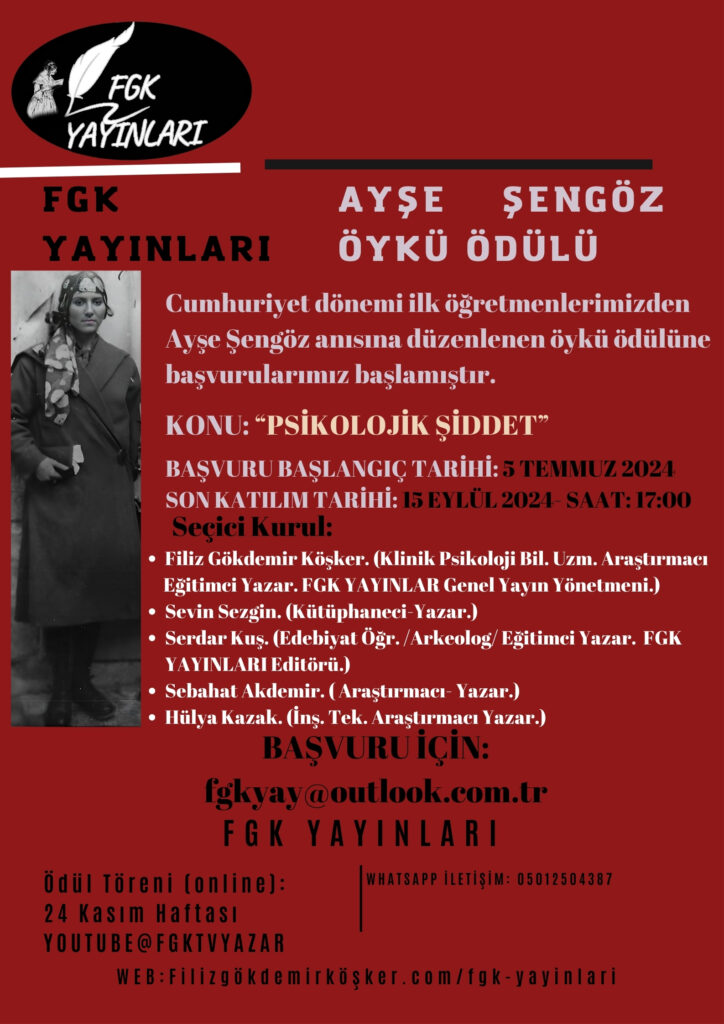 FGK
YAYINLARI
FGK
YAYINLARI
AYŞE ŞENGÖZ
ÖYKÜ ÖDÜLÜ
Cumhuriyet dönemi ilk öğretmenlerimizden
Ayşe Şengöz anısına düzenlenen öykü ödülüne
başvurularımız başlamıştır.
KONU: “PSİKOLOJİK ŞİDDET”
BAŞVURU BAŞLANGIÇ TARİHİ: 5 TEMMUZ 2024
SON KATILIM TARİHİ: 15 EYLÜL 2024- SAAT: 17:00
Seçici Kurul:
• Filiz Gökdemir Köşker. (Klinik Psikoloji Bil. Uzm. Araştırmacı
Eğitimci Yazar. FGK YAYINLAR Genel Yayın Yönetmeni.)
• Sevin Sezgin. (Kütüphaneci-Yazar.)
• Serdar Kuş. (Edebiyat Öğr. /Arkeolog/ Eğitimci Yazar. FGK
YAYINLARI Editörü.)
• Sebahat Akdemir. ( Araştırmacı- Yazar.)
• Hülya Kazak. (İnş. Tek. Araştırmacı Yazar.)
BAŞVURU İÇİN:
fgkyay@outlook.com.tr
FGK YAYINLARI
Ödül Töreni (online):
24 Kasım Haftası
YOUTUBE@FGKTVYAZAR
WHATSAPP İLETİŞİM: 05012504387
WEB:Filizgökdemirköşker.com/fgk-yayinlari